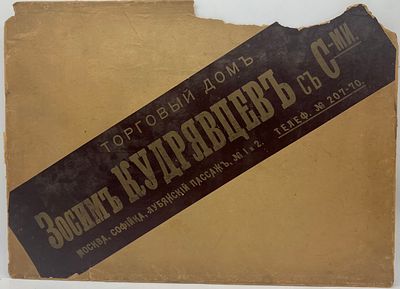 ТОРГОВЫЙ ДОМЪ
Зосимъ КУДРЯВЦЕВЪ съ С-ми.
МОСКВА, СОФІЙКА, ЛУБЯНСКІЙ ПАССАЖЪ, № 1 и 2. ТЕЛЕФ. № 207-70.